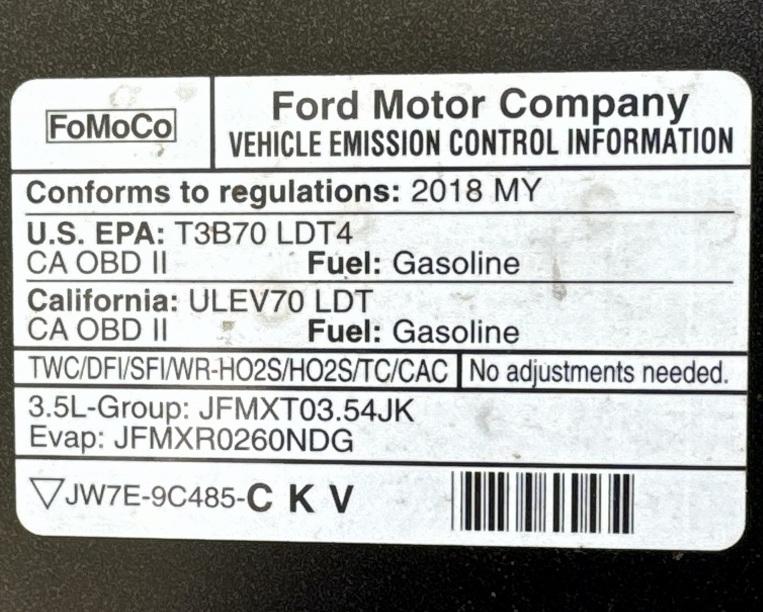 FoMoCo
Ford Motor Company
VEHICLE EMISSION CONTROL INFORMATION
Conforms to regulations: 2018 MY
U.S. EPA: T3B70 LDT4
CA OBD II Fuel: Gasoline
California: ULEV70 LDT
CA OBD II Fuel: Gasoline
TWC/DFI/SFI/WR-HO2S/HO2S/TC/CAC No adjustments needed.
3.5L-Group: JFMXT03.54JK
Evap: JFMXR0260NDG
▽JW7E-9C485-C K V